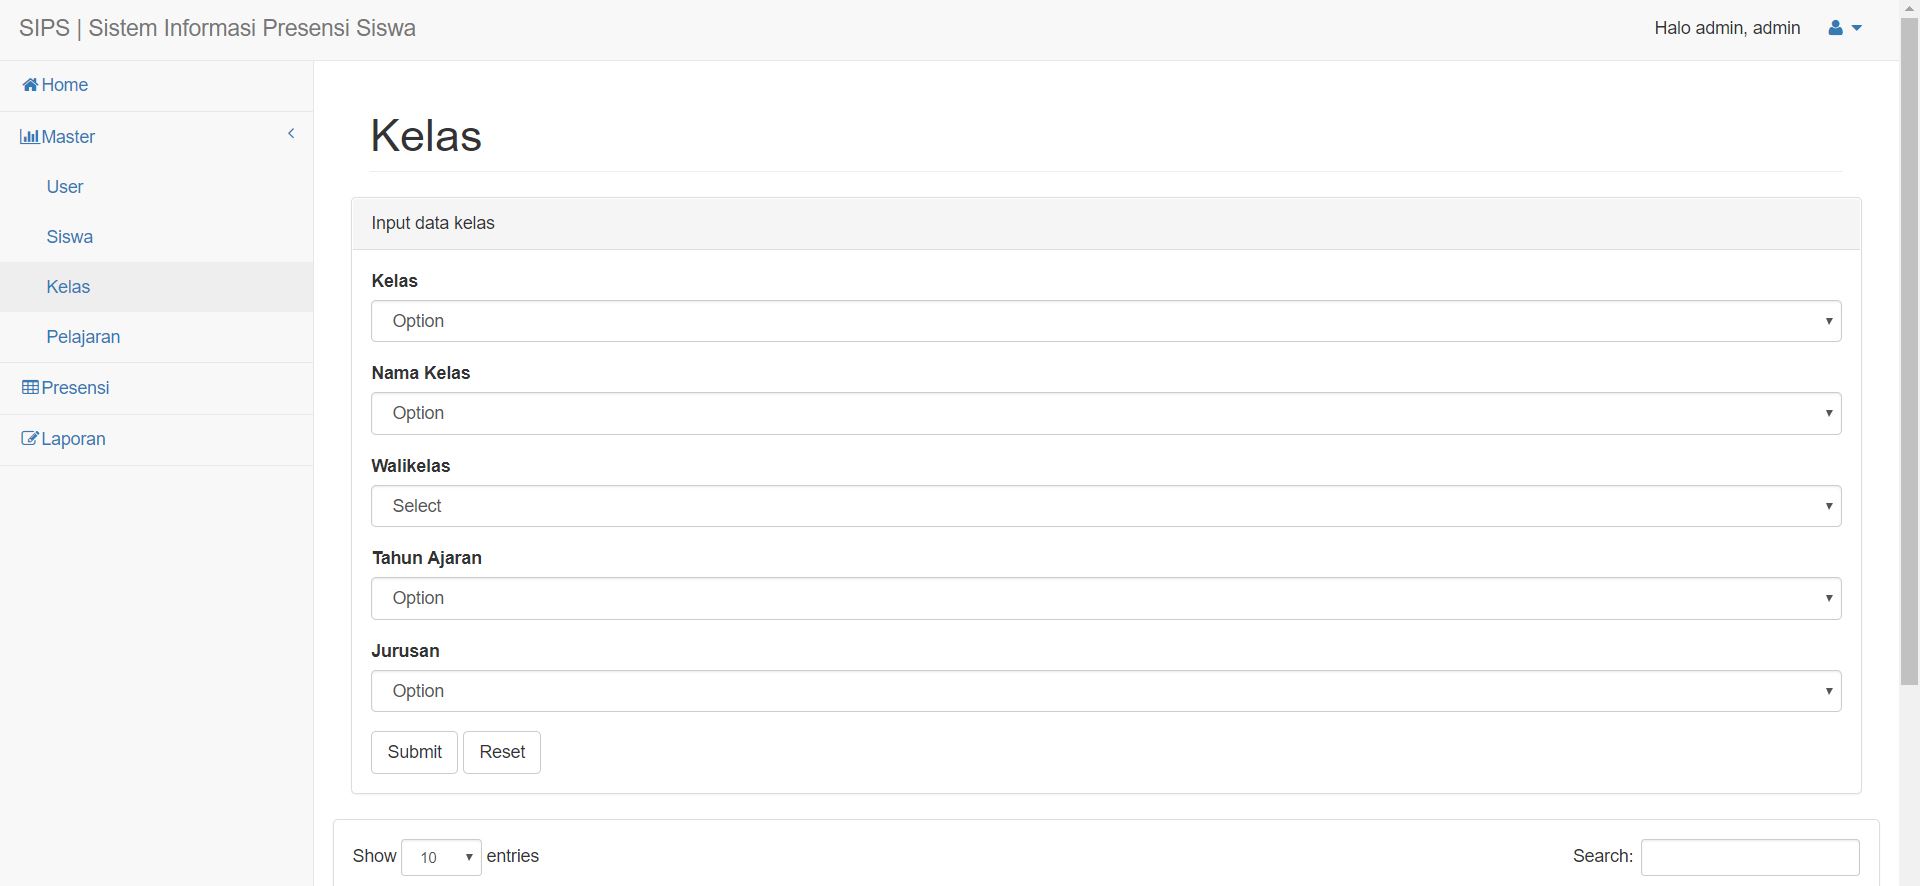 SIPS | Sistem Informasi Presensi Siswa
Halo admin, admin
Home
Master
User
Siswa
Kelas
Pelajaran
Presensi
Laporan
Kelas
Input data kelas
Kelas
Option
Nama Kelas
Option
Walikelas
Select
Tahun Ajaran
Option
Jurusan
Option
Submit Reset
Show 10 entries
Search: